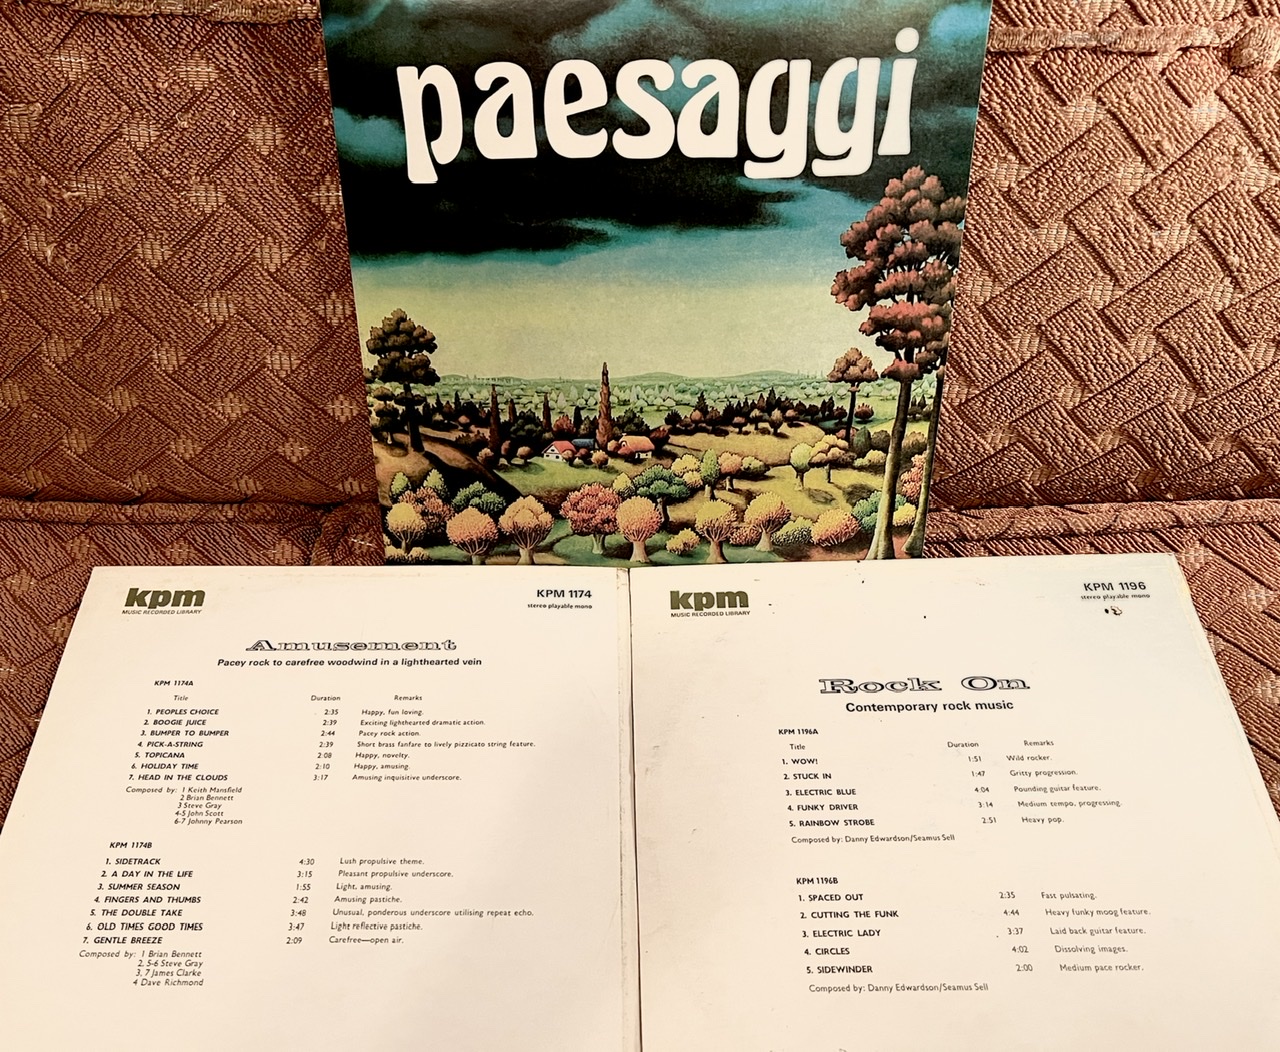 paesaggi
kpm
MUSIC RECORDED LIBRARY
KPM 1174
stereo playable mono
Amusement
Pacey rock to carefree woodwind in a lighthearted vein
KPM 1174A
Title Duration Remarks
1. PEOPLES CHOICE 2:35 Happy, fun loving.
2. BOOGIE JUICE 2:39 Exciting lighthearted dramatic action.
3. BUMPER TO BUMPER 2:44 Pacey rock action.
4. PICK-A-STRING 2:39 Short brass fanfare to lively pizzicato string feature.
5. TOPICANA 2:08 Happy, novelty.
6. HOLIDAY TIME 2:10 Happy, amusing.
7. HEAD IN THE CLOUDS 3:17 Amusing inquisitive underscore.
Composed by: 1 Keith Mansfield
2 Brian Bennett
3 Steve Gray
4-5 John Scott
6-7 Johnny Pearson
KPM 1174B
1. SIDETRACK 4:30 Lush propulsive theme.
2. A DAY IN THE LIFE 3:15 Pleasant propulsive underscore.
3. SUMMER SEASON 1:55 Light, amusing.
4. FINGERS AND THUMBS 2:42 Amusing pastiche.
5. THE DOUBLE TAKE 3:48 Unusual, ponderous underscore utilising repeat echo.
6. OLD TIMES GOOD TIMES 3:47 Light reflective pastiche.
7. GENTLE BREEZE 2:09 Carefree—open air.
Composed by: 1 Brian Bennett
2, 5-6 Steve Gray
3, 7 James Clarke
4 Dave Richmond
kpm
MUSIC RECORDED LIBRARY
KPM 1196
stereo playable mono
Rock On
Contemporary rock music
KPM 1196A
Title Duration Remarks
1. WOW! 1:51 Wild rocker.
2. STUCK IN 1:47 Gritty progression.
3. ELECTRIC BLUE 4:04 Pounding guitar feature.
4. FUNKY DRIVER 3:14 Medium tempo, progressing.
5. RAINBOW STROBE 2:51 Heavy pop.
Composed by: Danny Edwardson/Seamus Sell
KPM 1196B
1. SPACED OUT 2:35 Fast pulsating.
2. CUTTING THE FUNK 4:44 Heavy funky moog feature.
3. ELECTRIC LADY 3:37 Laid back guitar feature.
4. CIRCLES 4:02 Dissolving images.
5. SIDEWINDER 2:00 Medium pace rocker.
Composed by: Danny Edwardson/Seamus Sell